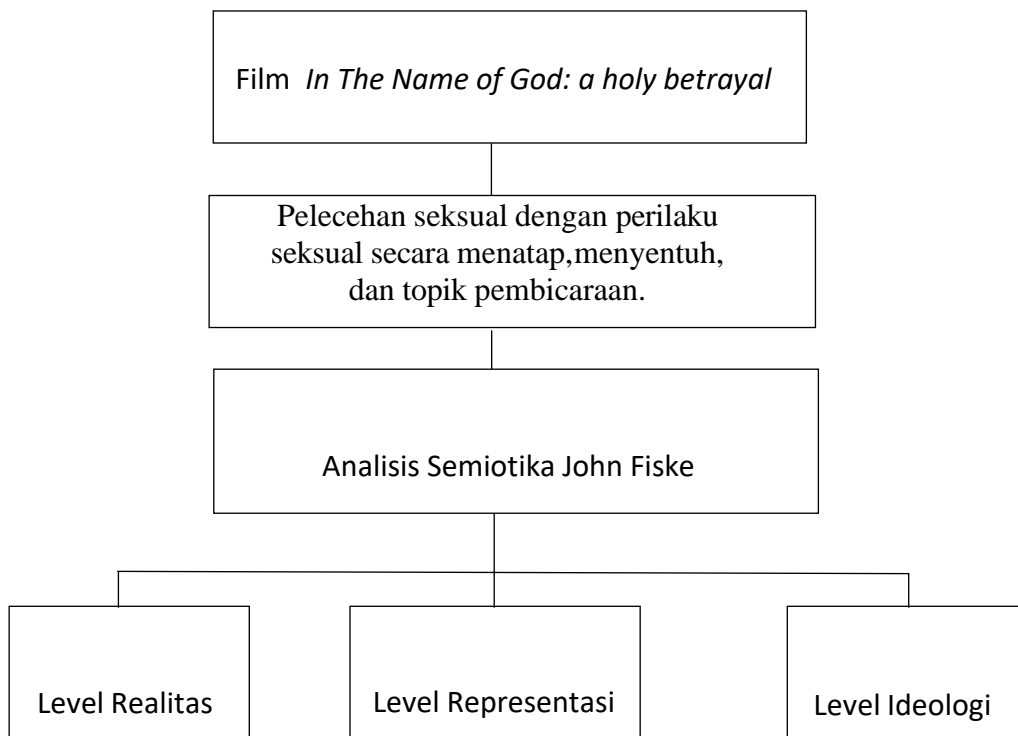 Film In The Name of God: a holy betrayal
Pelecehan seksual dengan perilaku
seksual secara menatap,menyentuh,
dan topik pembicaraan.
Analisis Semiotika John Fiske
Level Realitas
Level Representasi
Level Ideologi